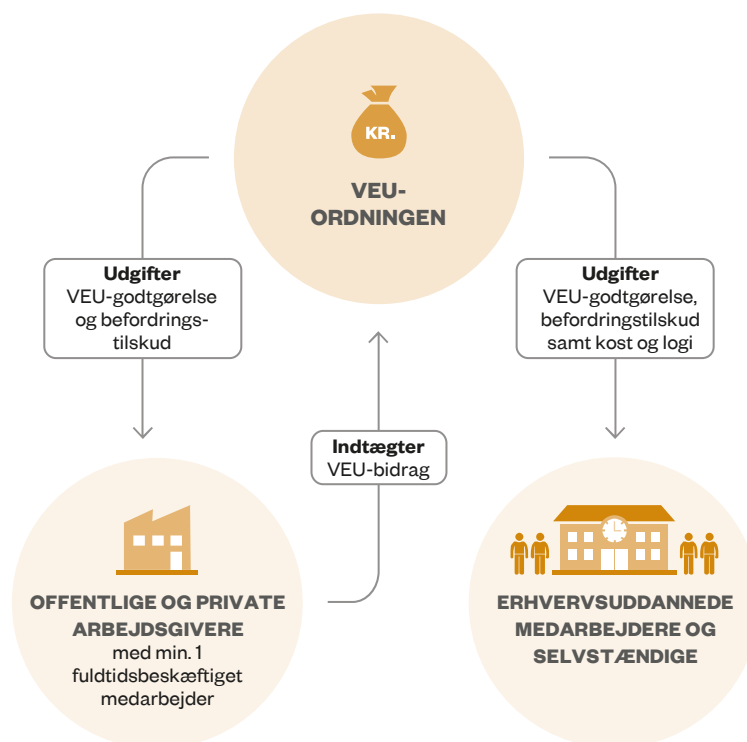 KR.
VEU-
ORDNINGEN
Udgifter
VEU-godtgørelse
og befordrings-
tilskud
Udgifter
VEU-godtgørelse,
befordringstilskud
samt kost og logi
Indtægter
VEU-bidrag
OFFENTLIGE OG PRIVATE
ARBEJDSGIVERE
med min. 1
fuldtidsbeskæftiget
medarbejder
ERHVERVSUDDANNEDE
MEDARBEJDERE OG
SELVSTÆNDIGE